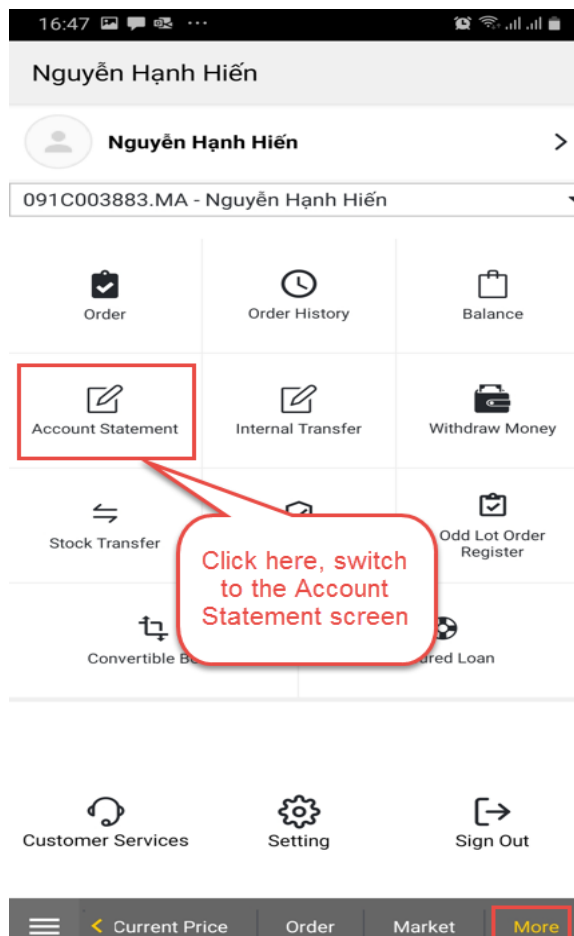 16:47
Nguyễn Hạnh Hiến
Nguyễn Hạnh Hiến
091C003883.MA - Nguyễn Hạnh Hiến
Order
Order History
Balance
Account Statement
Internal Transfer
Withdraw Money
Stock Transfer
Odd Lot Order
Register
Click here, switch
to the Account
Statement screen
Convertible
Loan
Customer Services
Setting
Sign Out
Current Price
Order
Market
More